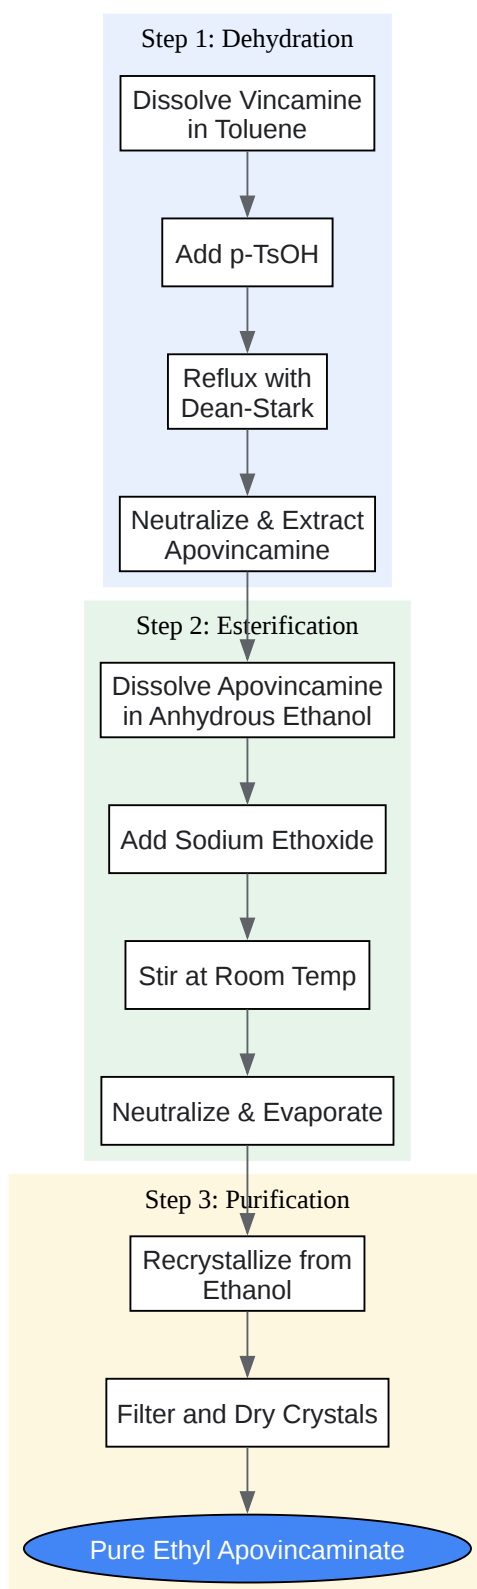 Step 1: Dehydration
Dissolve Vincamine
in Toluene
Add p-TsOH
Reflux with
Dean-Stark
Neutralize & Extract
Apovincamine
Step 2: Esterification
Dissolve Apovincamine
in Anhydrous Ethanol
Add Sodium Ethoxide
Stir at Room Temp
Neutralize & Evaporate
Step 3: Purification
Recrystallize from
Ethanol
Filter and Dry Crystals
Pure Ethyl Apovincaminate